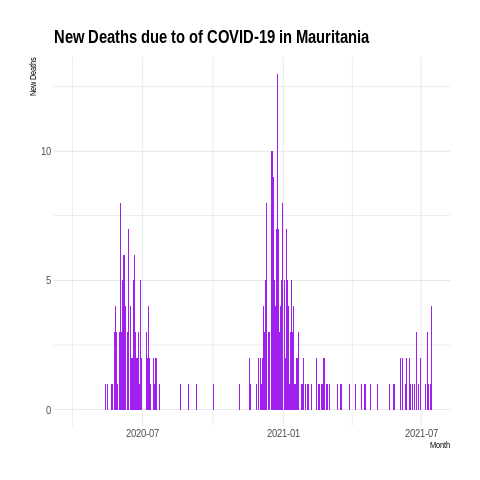 New Deaths due to of COVID-19 in Mauritania
New Deaths
10
5
0
2020-07
2021-01
2021-07
Month